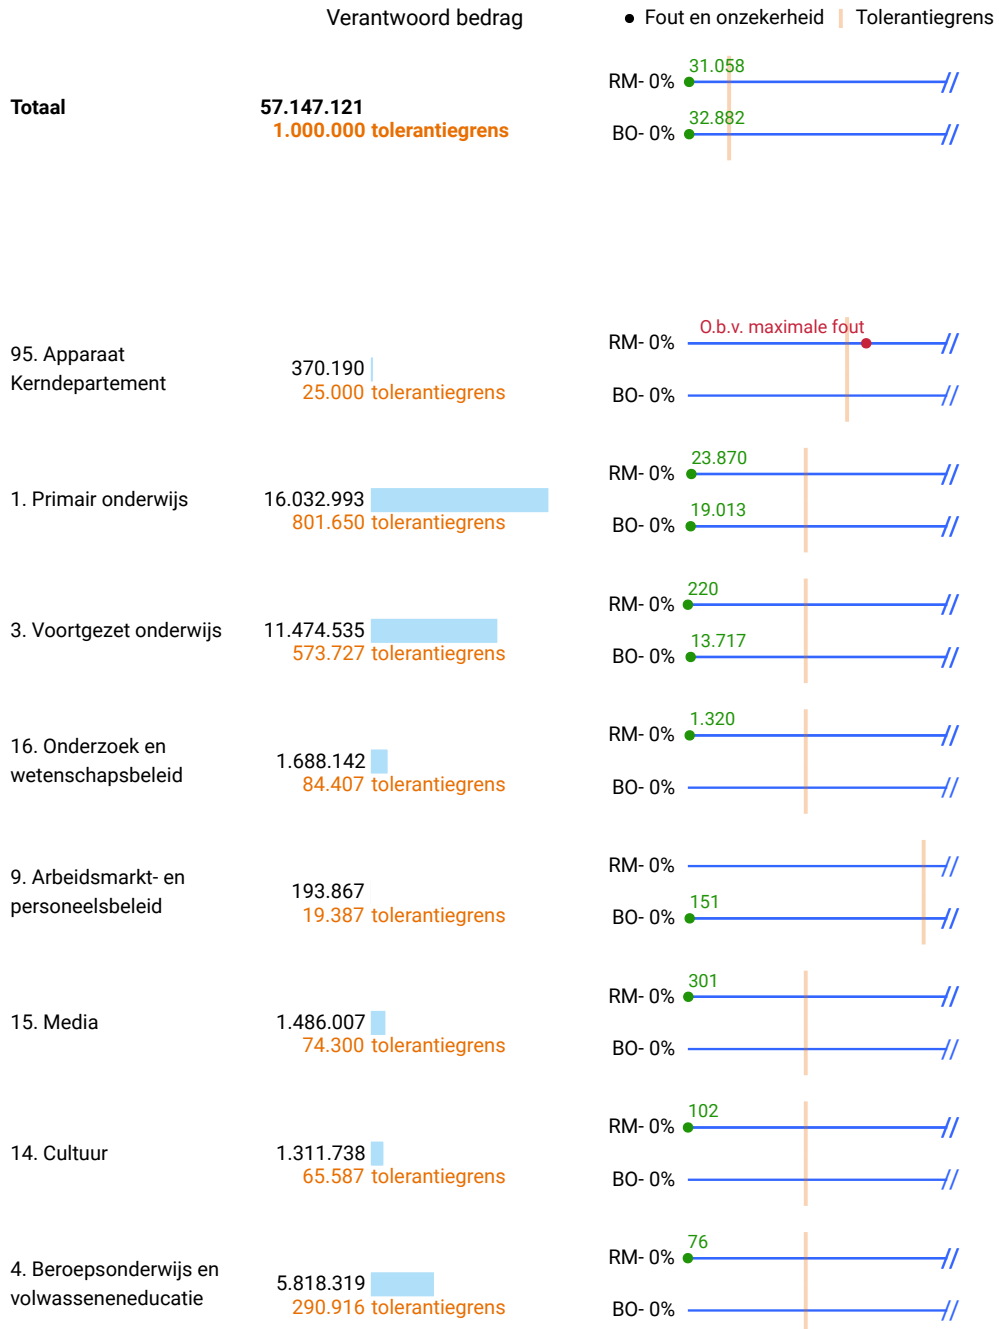 Verantwoord bedrag
Fout en onzekerheid
Tolerantiegrens
Totaal
57.147.121
1.000.000 tolerantiegrens
RM- 0%
31.058
BO- 0%
32.882
95. Apparaat
Kerndepartement
370.190
25.000 tolerantiegrens
RM- 0%
O.b.v. maximale fout
BO- 0%
1. Primair onderwijs
16.032.993
801.650 tolerantiegrens
RM- 0%
23.870
BO- 0%
19.013
3. Voortgezet onderwijs
11.474.535
573.727 tolerantiegrens
RM- 0%
220
BO- 0%
13.717
16. Onderzoek en
wetenschapsbeleid
1.688.142
84.407 tolerantiegrens
RM- 0%
1.320
BO- 0%
9. Arbeidsmarkt- en
personeelsbeleid
193.867
19.387 tolerantiegrens
RM- 0%
BO- 0%
151
15. Media
1.486.007
74.300 tolerantiegrens
RM- 0%
301
BO- 0%
14. Cultuur
1.311.738
65.587 tolerantiegrens
RM- 0%
102
BO- 0%
4. Beroepsonderwijs en
volwasseneneducatie
5.818.319
290.916 tolerantiegrens
RM- 0%
76
BO- 0%